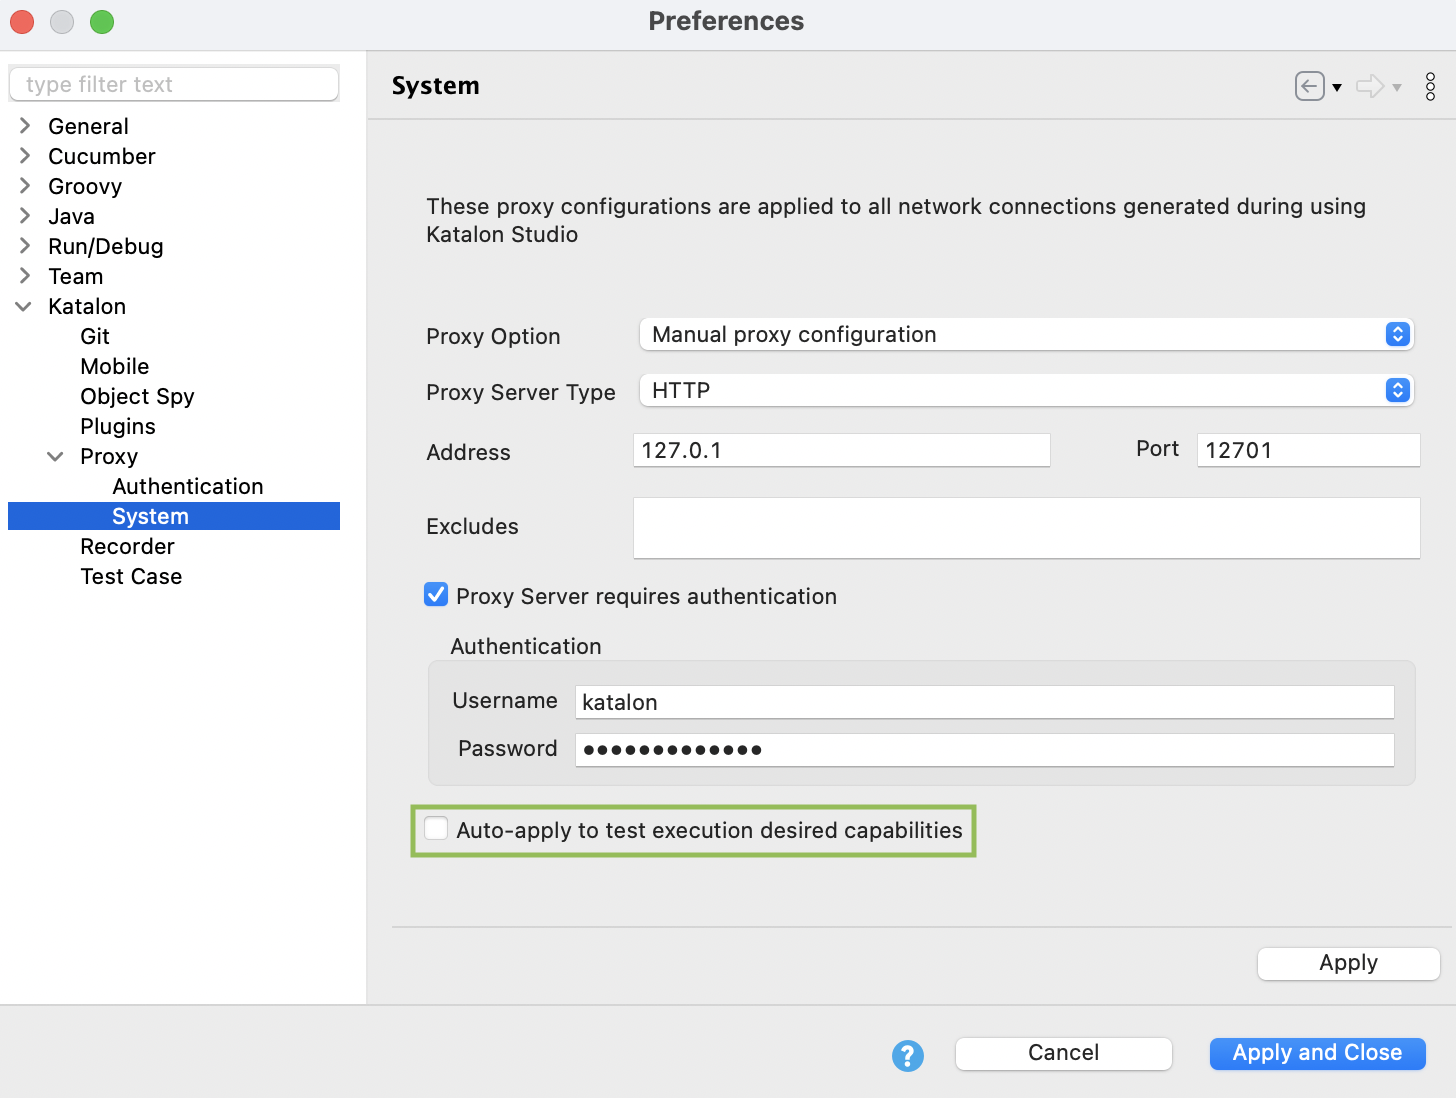 Preferences
type filter text
General
Cucumber
Groovy
Java
Run/Debug
Team
Katalon
Git
Mobile
Object Spy
Plugins
Proxy
Authentication
System
Recorder
Test Case
System
These proxy configurations are applied to all network connections generated during using
Katalon Studio
Proxy Option Manual proxy configuration
Proxy Server Type HTTP
Address 127.0.1 Port 12701
Excludes
Proxy Server requires authentication
Authentication
Username katalon
Password •••••••••••••
Auto-apply to test execution desired capabilities
Apply
? Cancel Apply and Close